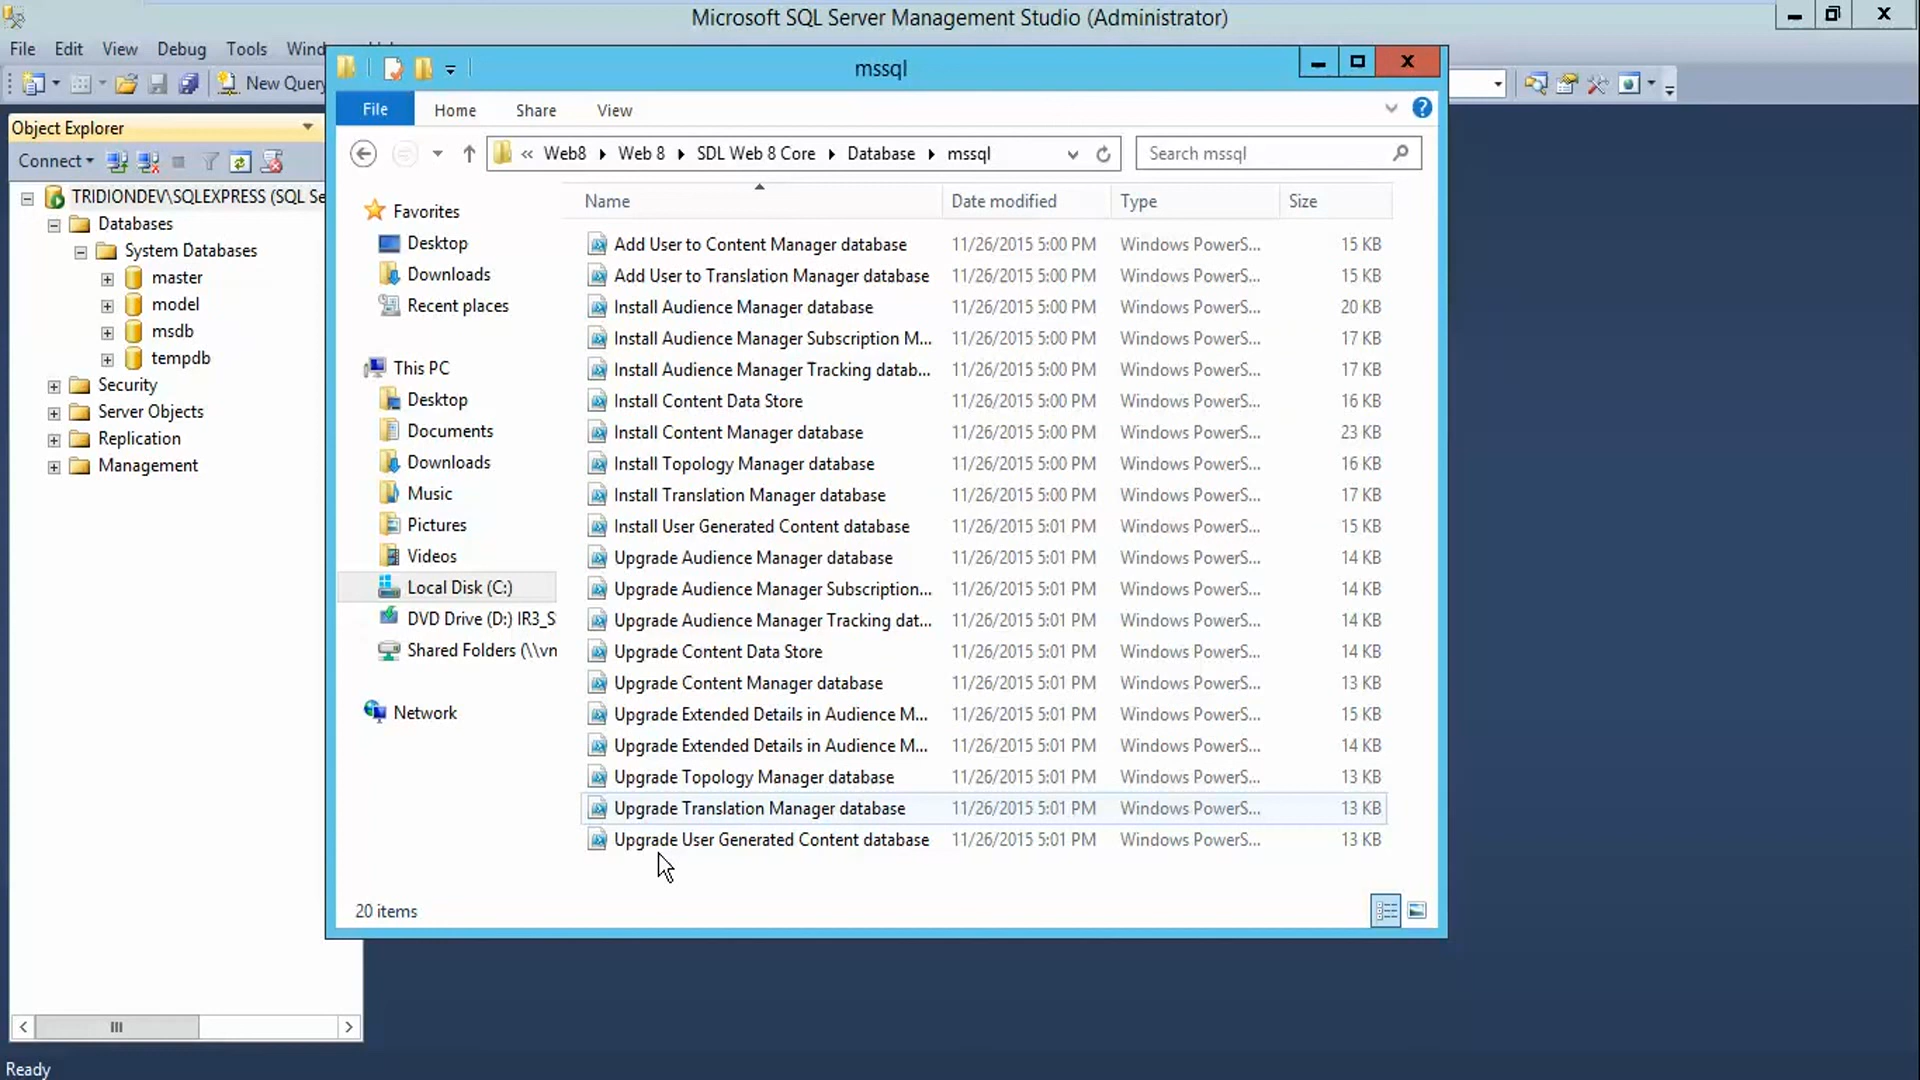 Microsoft SQL Server Management Studio (Administrator)
File Edit View Debug Tools
New Query
Object Explorer
Connect
TRIDIONDEV\SQLEXPRESS (SQL Se
Databases
System Databases
master
model
msdb
tempdb
Security
Server Objects
Replication
Management
mssql
File Home Share View
« Web8 Web 8 SDL Web 8 Core Database mssql
Search mssql
Favorites
Desktop
Downloads
Recent places
This PC
Desktop
Documents
Downloads
Music
Pictures
Videos
Local Disk (C:)
DVD Drive (D:) IR3_S
Shared Folders (\\vn
Network
Name Date modified Type Size
Add User to Content Manager database 11/26/2015 5:00 PM Windows PowerS... 15 KB
Add User to Translation Manager database 11/26/2015 5:00 PM Windows PowerS... 15 KB
Install Audience Manager database 11/26/2015 5:00 PM Windows PowerS... 20 KB
Install Audience Manager Subscription M... 11/26/2015 5:00 PM Windows PowerS... 17 KB
Install Audience Manager Tracking datab... 11/26/2015 5:00 PM Windows PowerS... 17 KB
Install Content Data Store 11/26/2015 5:00 PM Windows PowerS... 16 KB
Install Content Manager database 11/26/2015 5:00 PM Windows PowerS... 23 KB
Install Topology Manager database 11/26/2015 5:00 PM Windows PowerS... 16 KB
Install Translation Manager database 11/26/2015 5:00 PM Windows PowerS... 17 KB
Install User Generated Content database 11/26/2015 5:01 PM Windows PowerS... 15 KB
Upgrade Audience Manager database 11/26/2015 5:01 PM Windows PowerS... 14 KB
Upgrade Audience Manager Subscription... 11/26/2015 5:01 PM Windows PowerS... 14 KB
Upgrade Audience Manager Tracking dat... 11/26/2015 5:01 PM Windows PowerS... 14 KB
Upgrade Content Data Store 11/26/2015 5:01 PM Windows PowerS... 14 KB
Upgrade Content Manager database 11/26/2015 5:01 PM Windows PowerS... 13 KB
Upgrade Extended Details in Audience M... 11/26/2015 5:01 PM Windows PowerS... 15 KB
Upgrade Extended Details in Audience M... 11/26/2015 5:01 PM Windows PowerS... 14 KB
Upgrade Topology Manager database 11/26/2015 5:01 PM Windows PowerS... 13 KB
Upgrade Translation Manager database 11/26/2015 5:01 PM Windows PowerS... 13 KB
Upgrade User Generated Content database 11/26/2015 5:01 PM Windows PowerS... 13 KB
20 items
Ready